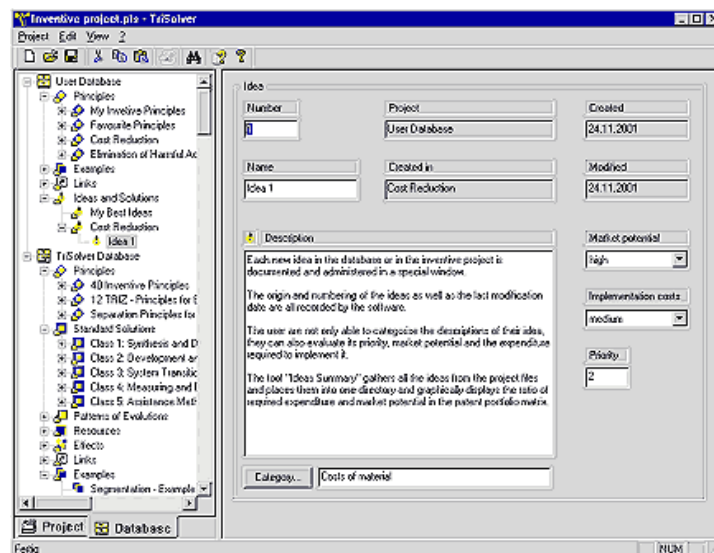 Inventive project.pls - TriSolver
Project Edit View ?
User Database
Principles
My Invetive Principles
Favourite Principles
Cost Reduction
Elimination of Harmful Ac
Examples
Links
Ideas and Solutions
My Best Ideas
Cost Reduction
Idea 1
TriSolver Database
Principles
40 Inventive Principles
12 TRIZ - Principles for E
Separation Principles for
Standard Solutions
Class 1: Synthesis and D
Class 2: Development ar
Class 3: System Transitic
Class 4: Measuring and I
Class 5: Assistance Met
Patterns of Evolutions
Resources
Effects
Links
Examples
Segmentation - Example
Project Database
Idea
Number Project Created
1 User Database 24.11.2001
Name Created in Modified
Idea 1 Cost Reduction 24.11.2001
Description
Each new idea in the database or in the inventive project is
documented and administered in a special window.
The origin and numbering of the ideas as well as the last modification
date are all recorded by the software.
The user are not only able to categorise the descriptions of their idea,
they can also evaluate its priority, market potential and the expenditure
required to implement it.
The tool "Ideas Summary" gathers all the ideas from the project files
and places them into one directory and graphically displays the ratio of
required expenditure and market potential in the patent portfolio matrix.
Market potential
high
Implementation costs
medium
Priority
2
Category... Costs of material
Fertig NUM